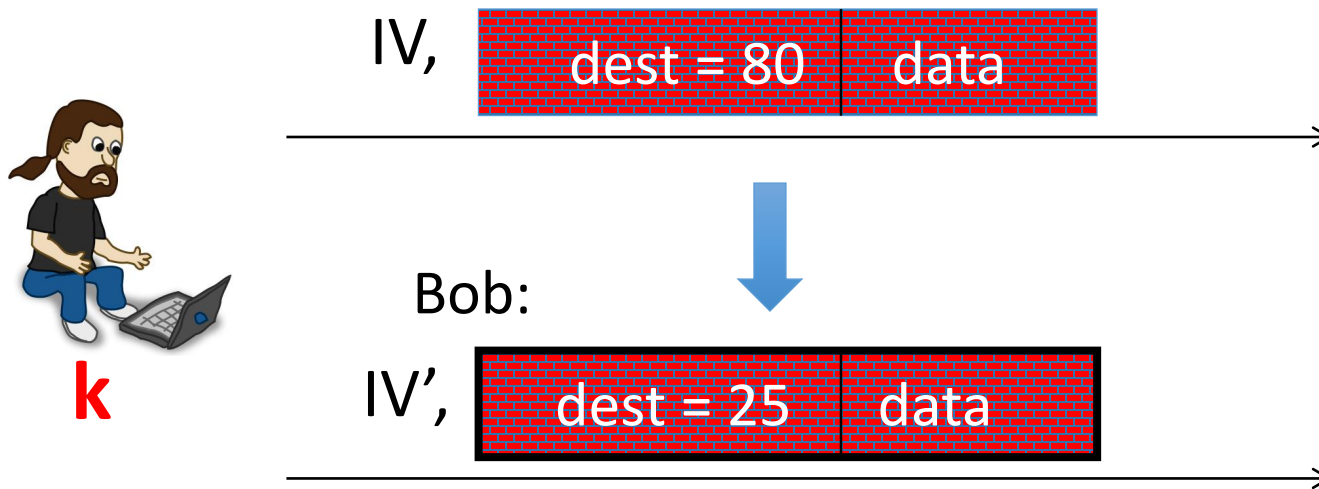 IV, dest = 80 data
Bob:
k
IV’, dest = 25 data